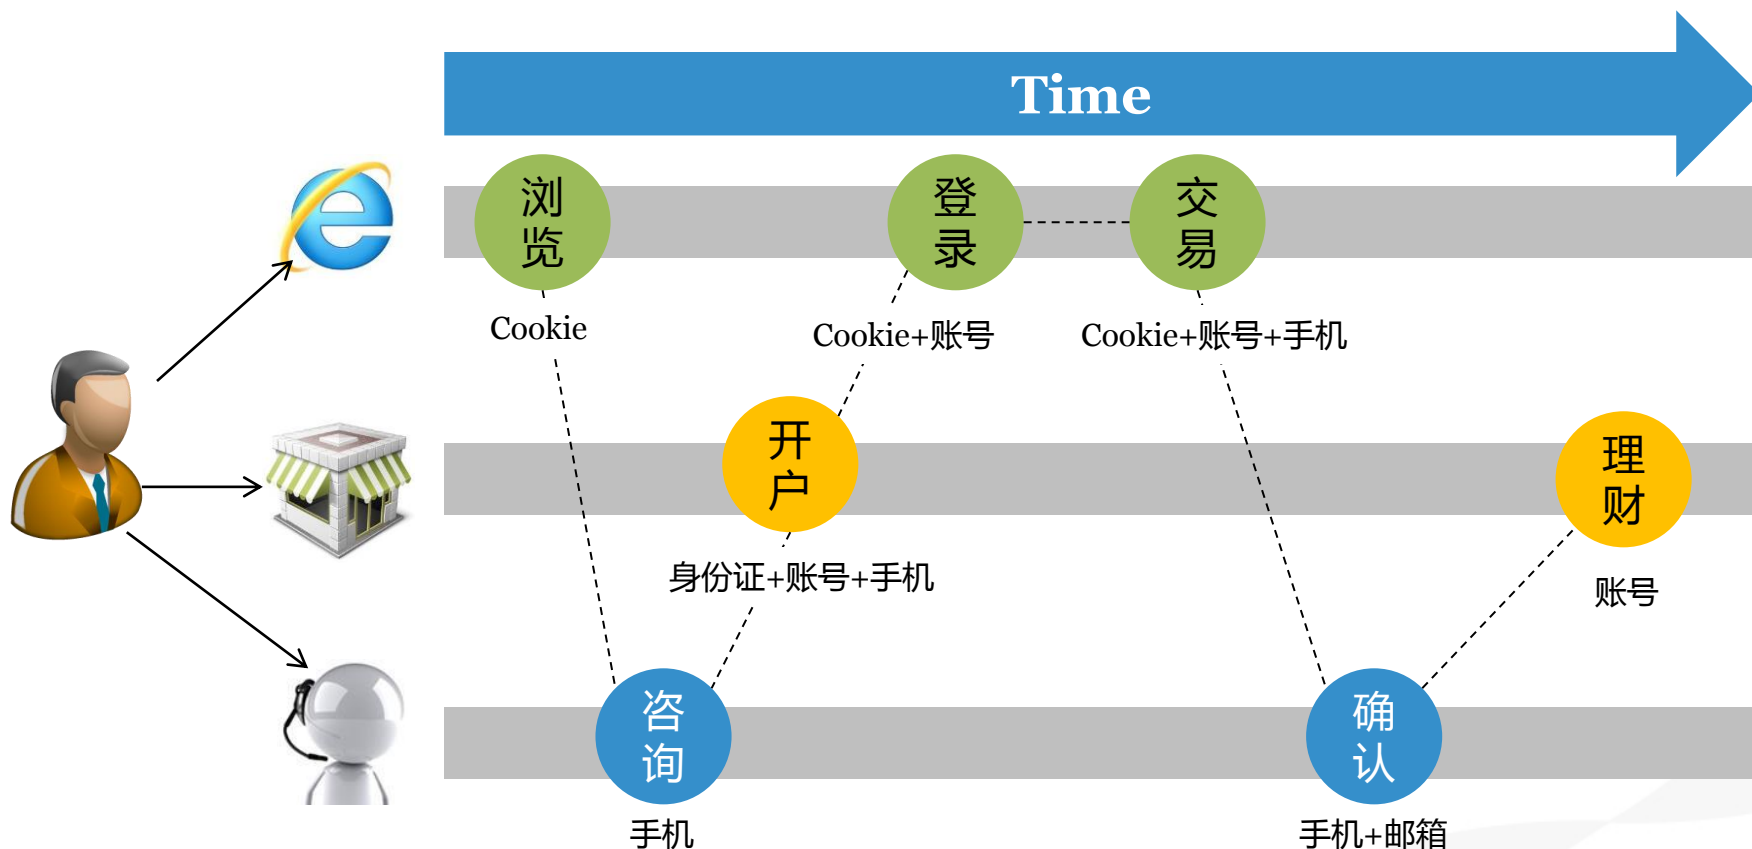 Time
浏
览
登
录
交
易
Cookie
Cookie+账号
Cookie+账号+手机
开
户
理
财
身份证+账号+手机
账号
咨
询
确
认
手机
手机+邮箱